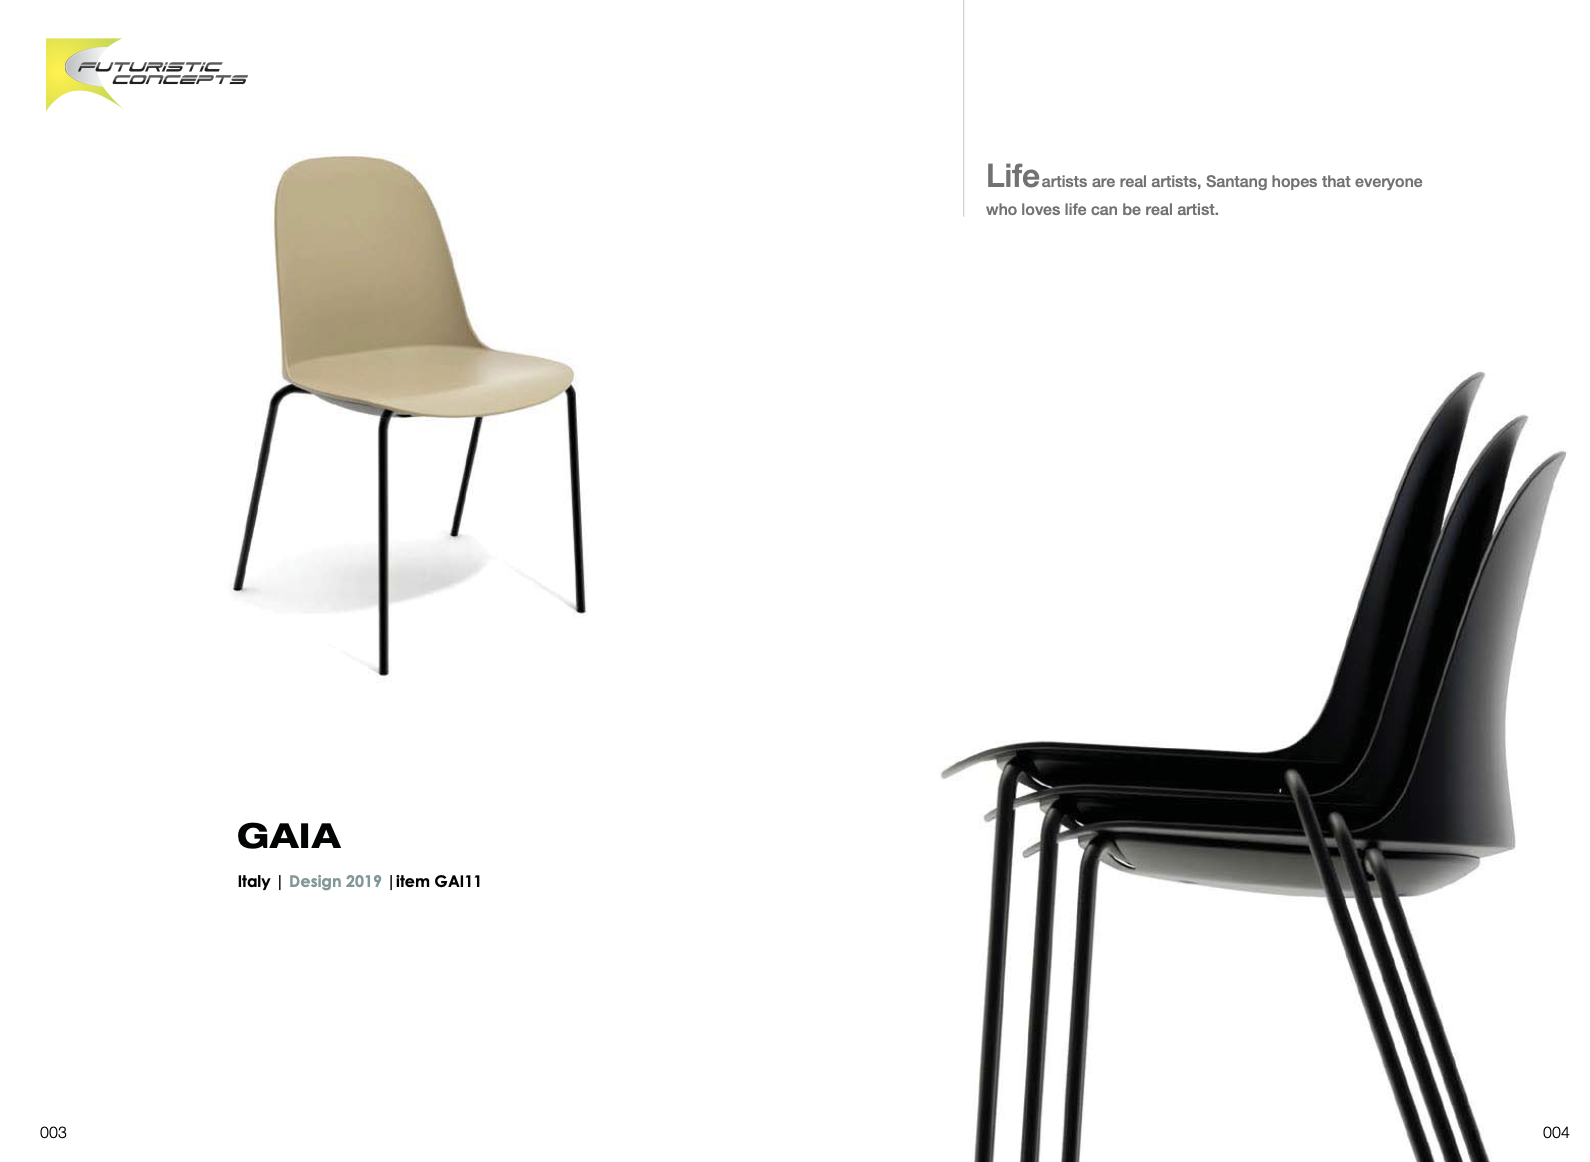 FUTURISTIC
CONCEPTS
Life artists are real artists, Santang hopes that everyone
who loves life can be real artist.
GAIA
Italy | Design 2019 |item GAI11
003
004